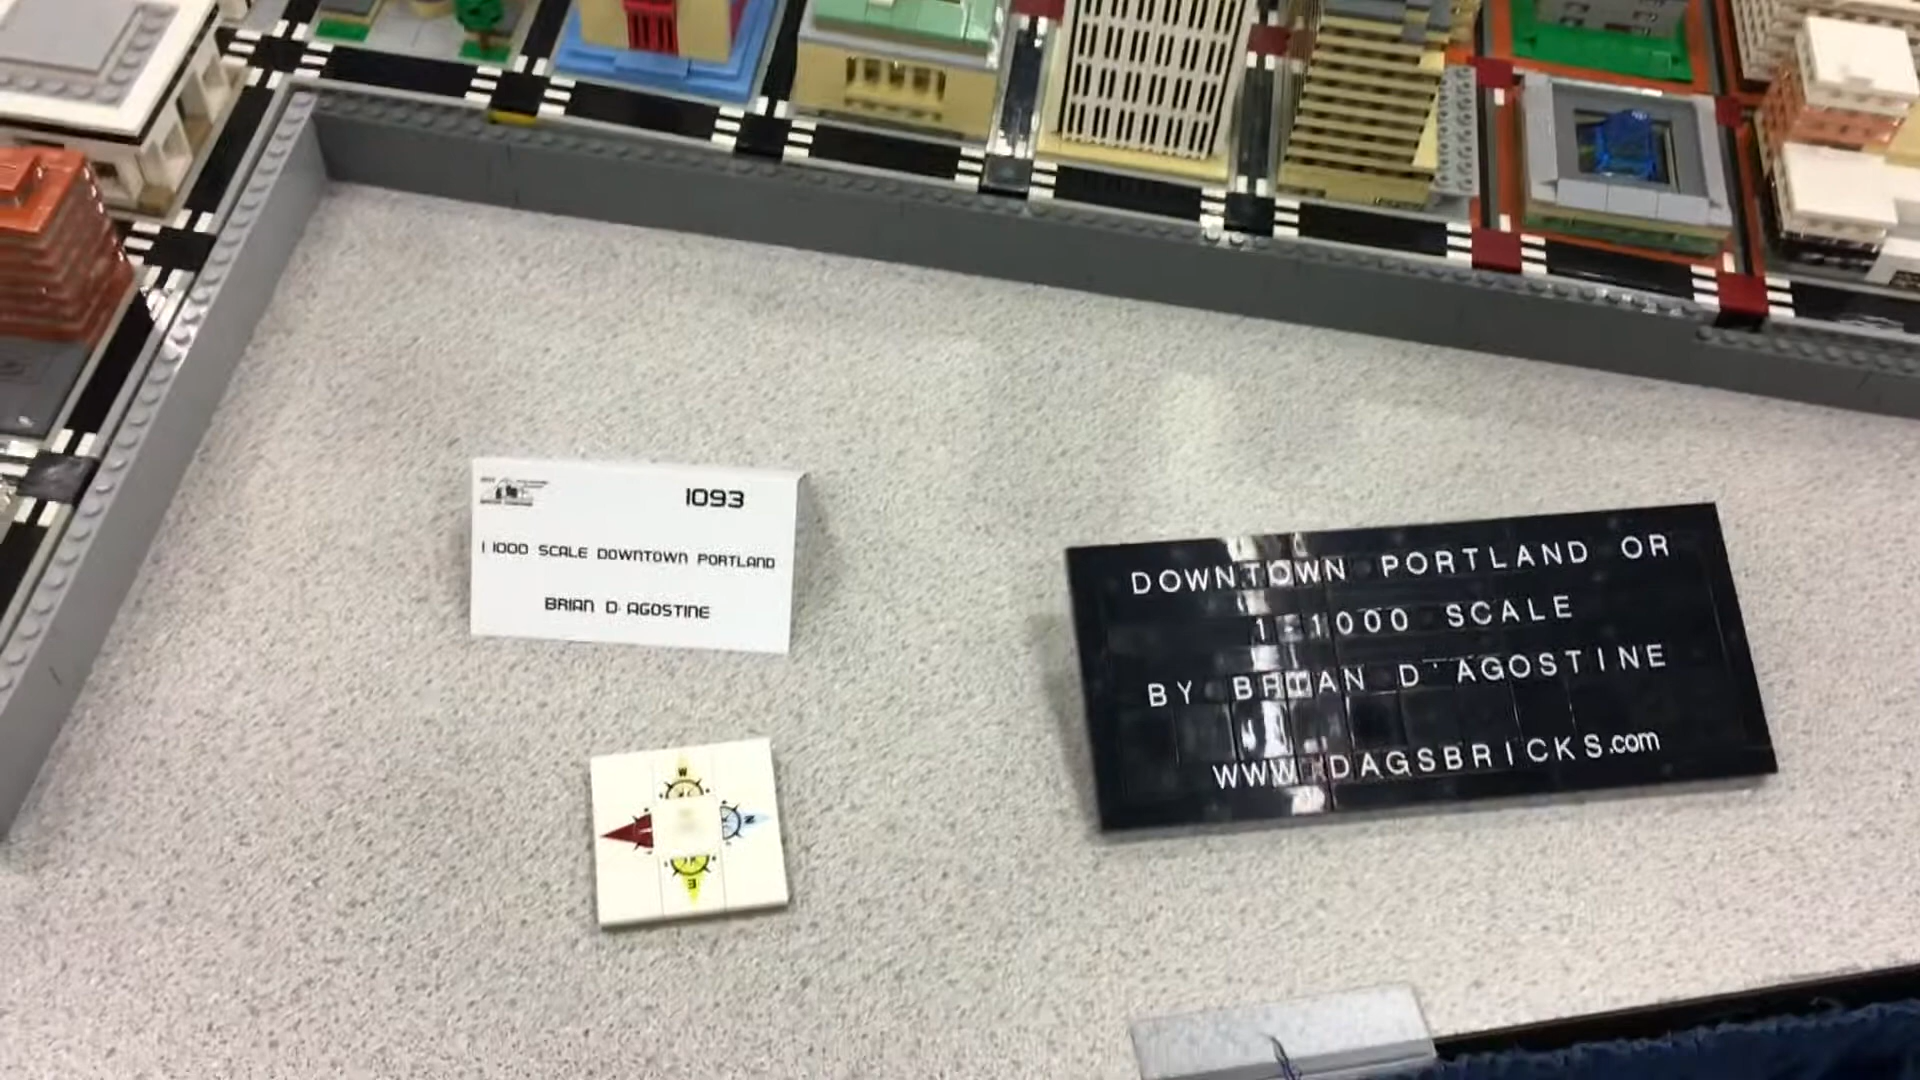 1093
1 1000 SCALE DOWNTOWN PORTLAND
BRIAN D AGOSTINE
DOWNTOWN PORTLAND OR
1:1000 SCALE
BY BRIAN D'AGOSTINE
WWW.DAGSBRICKS.com
W
N
E